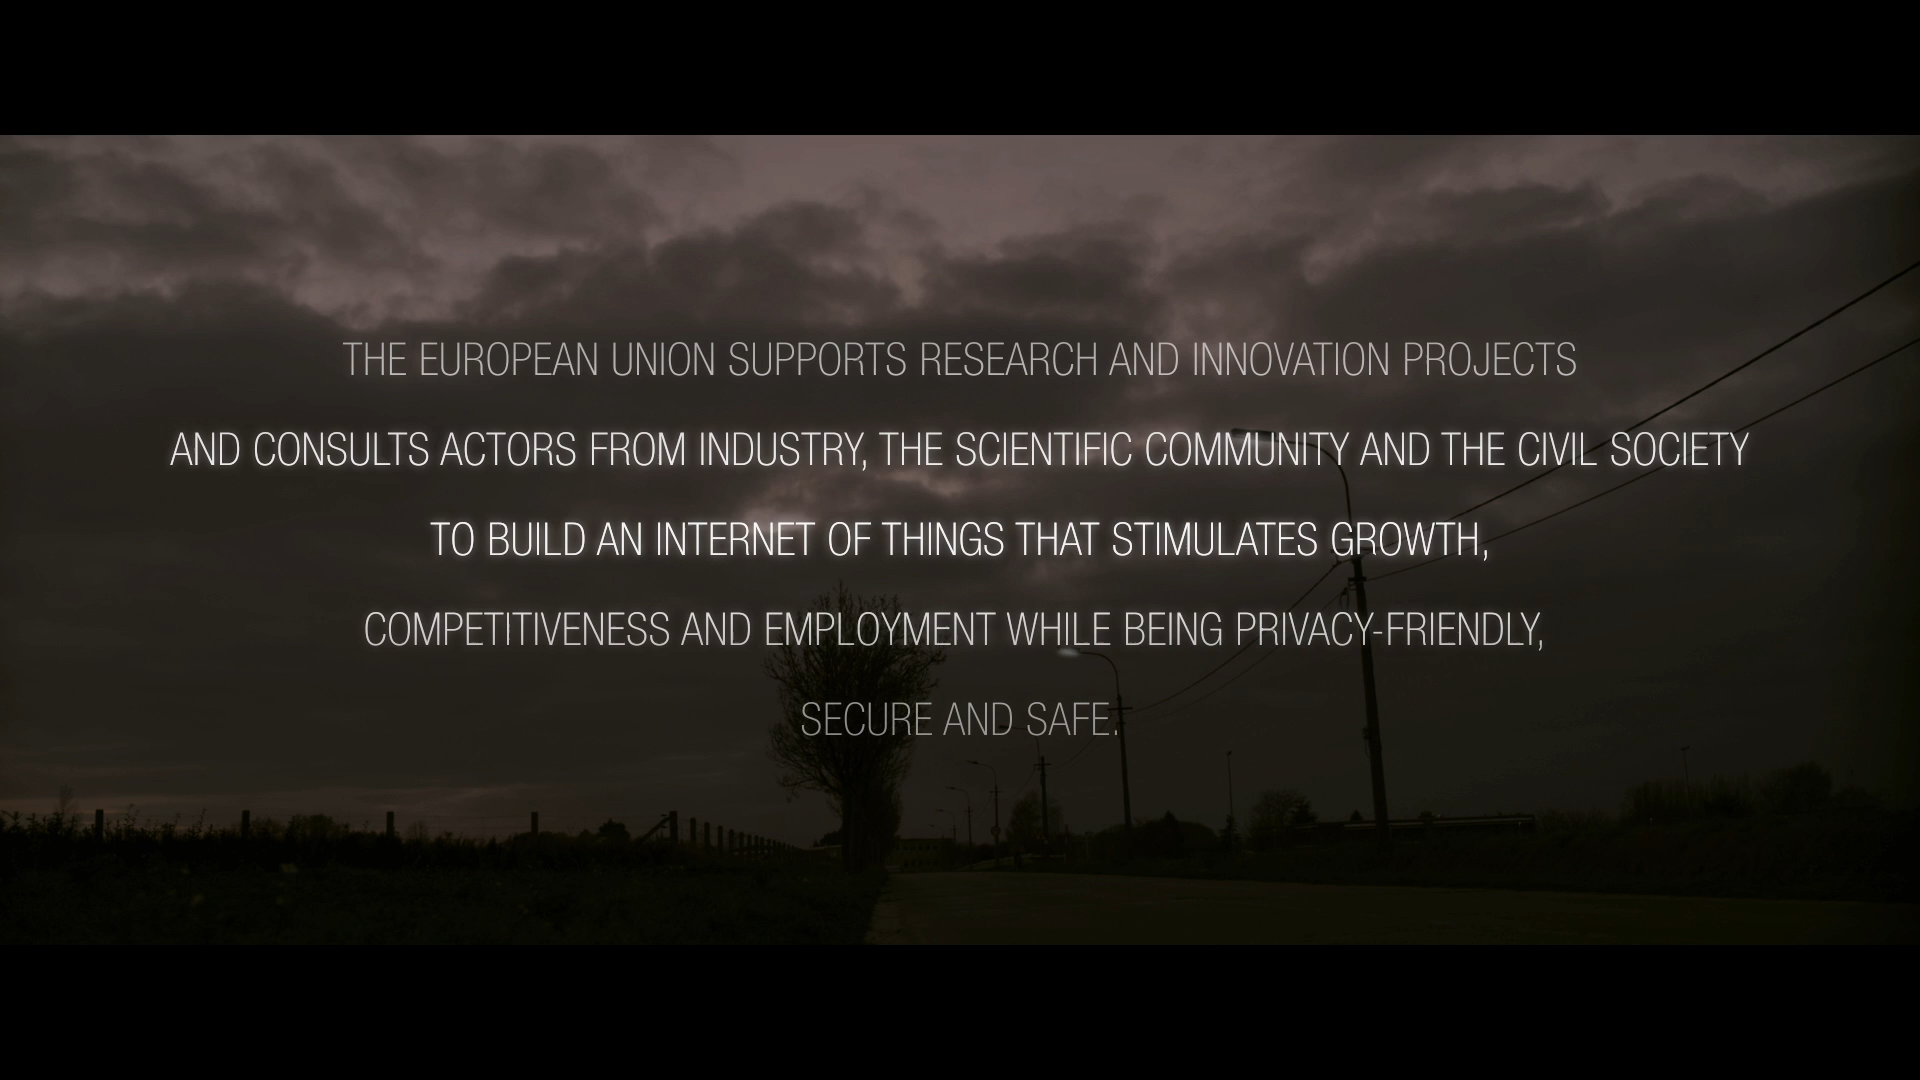 THE EUROPEAN UNION SUPPORTS RESEARCH AND INNOVATION PROJECTS
AND CONSULTS ACTORS FROM INDUSTRY, THE SCIENTIFIC COMMUNITY AND THE CIVIL SOCIETY
TO BUILD AN INTERNET OF THINGS THAT STIMULATES GROWTH,
COMPETITIVENESS AND EMPLOYMENT WHILE BEING PRIVACY-FRIENDLY,
SECURE AND SAFE.